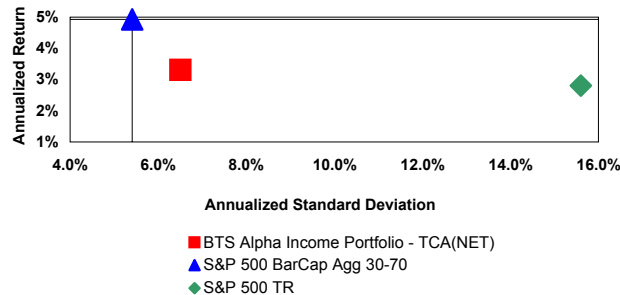 Annualized Return
5%
4%
3%
2%
1%
4.0% 6.0% 8.0% 10.0% 12.0% 14.0% 16.0%
Annualized Standard Deviation
BTS Alpha Income Portfolio - TCA(NET)
S&P 500 BarCap Agg 30-70
S&P 500 TR